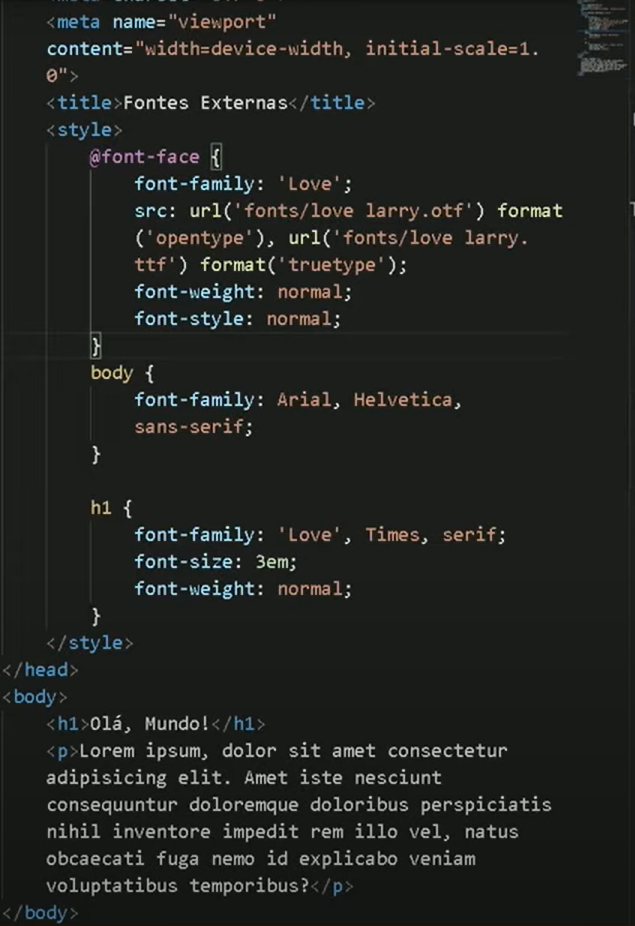 <meta name="viewport"
content="width=device-width, initial-scale=1.
0">
<title>Fontes Externas</title>
<style>
@font-face {
font-family: 'Love';
src: url('fonts/love larry.otf') format
('opentype'), url('fonts/love larry.
ttf') format('truetype');
font-weight: normal;
font-style: normal;
}
body {
font-family: Arial, Helvetica,
sans-serif;
}
h1 {
font-family: 'Love', Times, serif;
font-size: 3em;
font-weight: normal;
}
</style>
</head>
<body>
<h1>Olá, Mundo!</h1>
<p>Lorem ipsum, dolor sit amet consectetur
adipisicing elit. Amet iste nesciunt
consequuntur doloremque doloribus perspiciatis
nihil inventore impedit rem illo vel, natus
obcaecati fuga nemo id explicabo veniam
voluptatibus temporibus?</p>
</body>